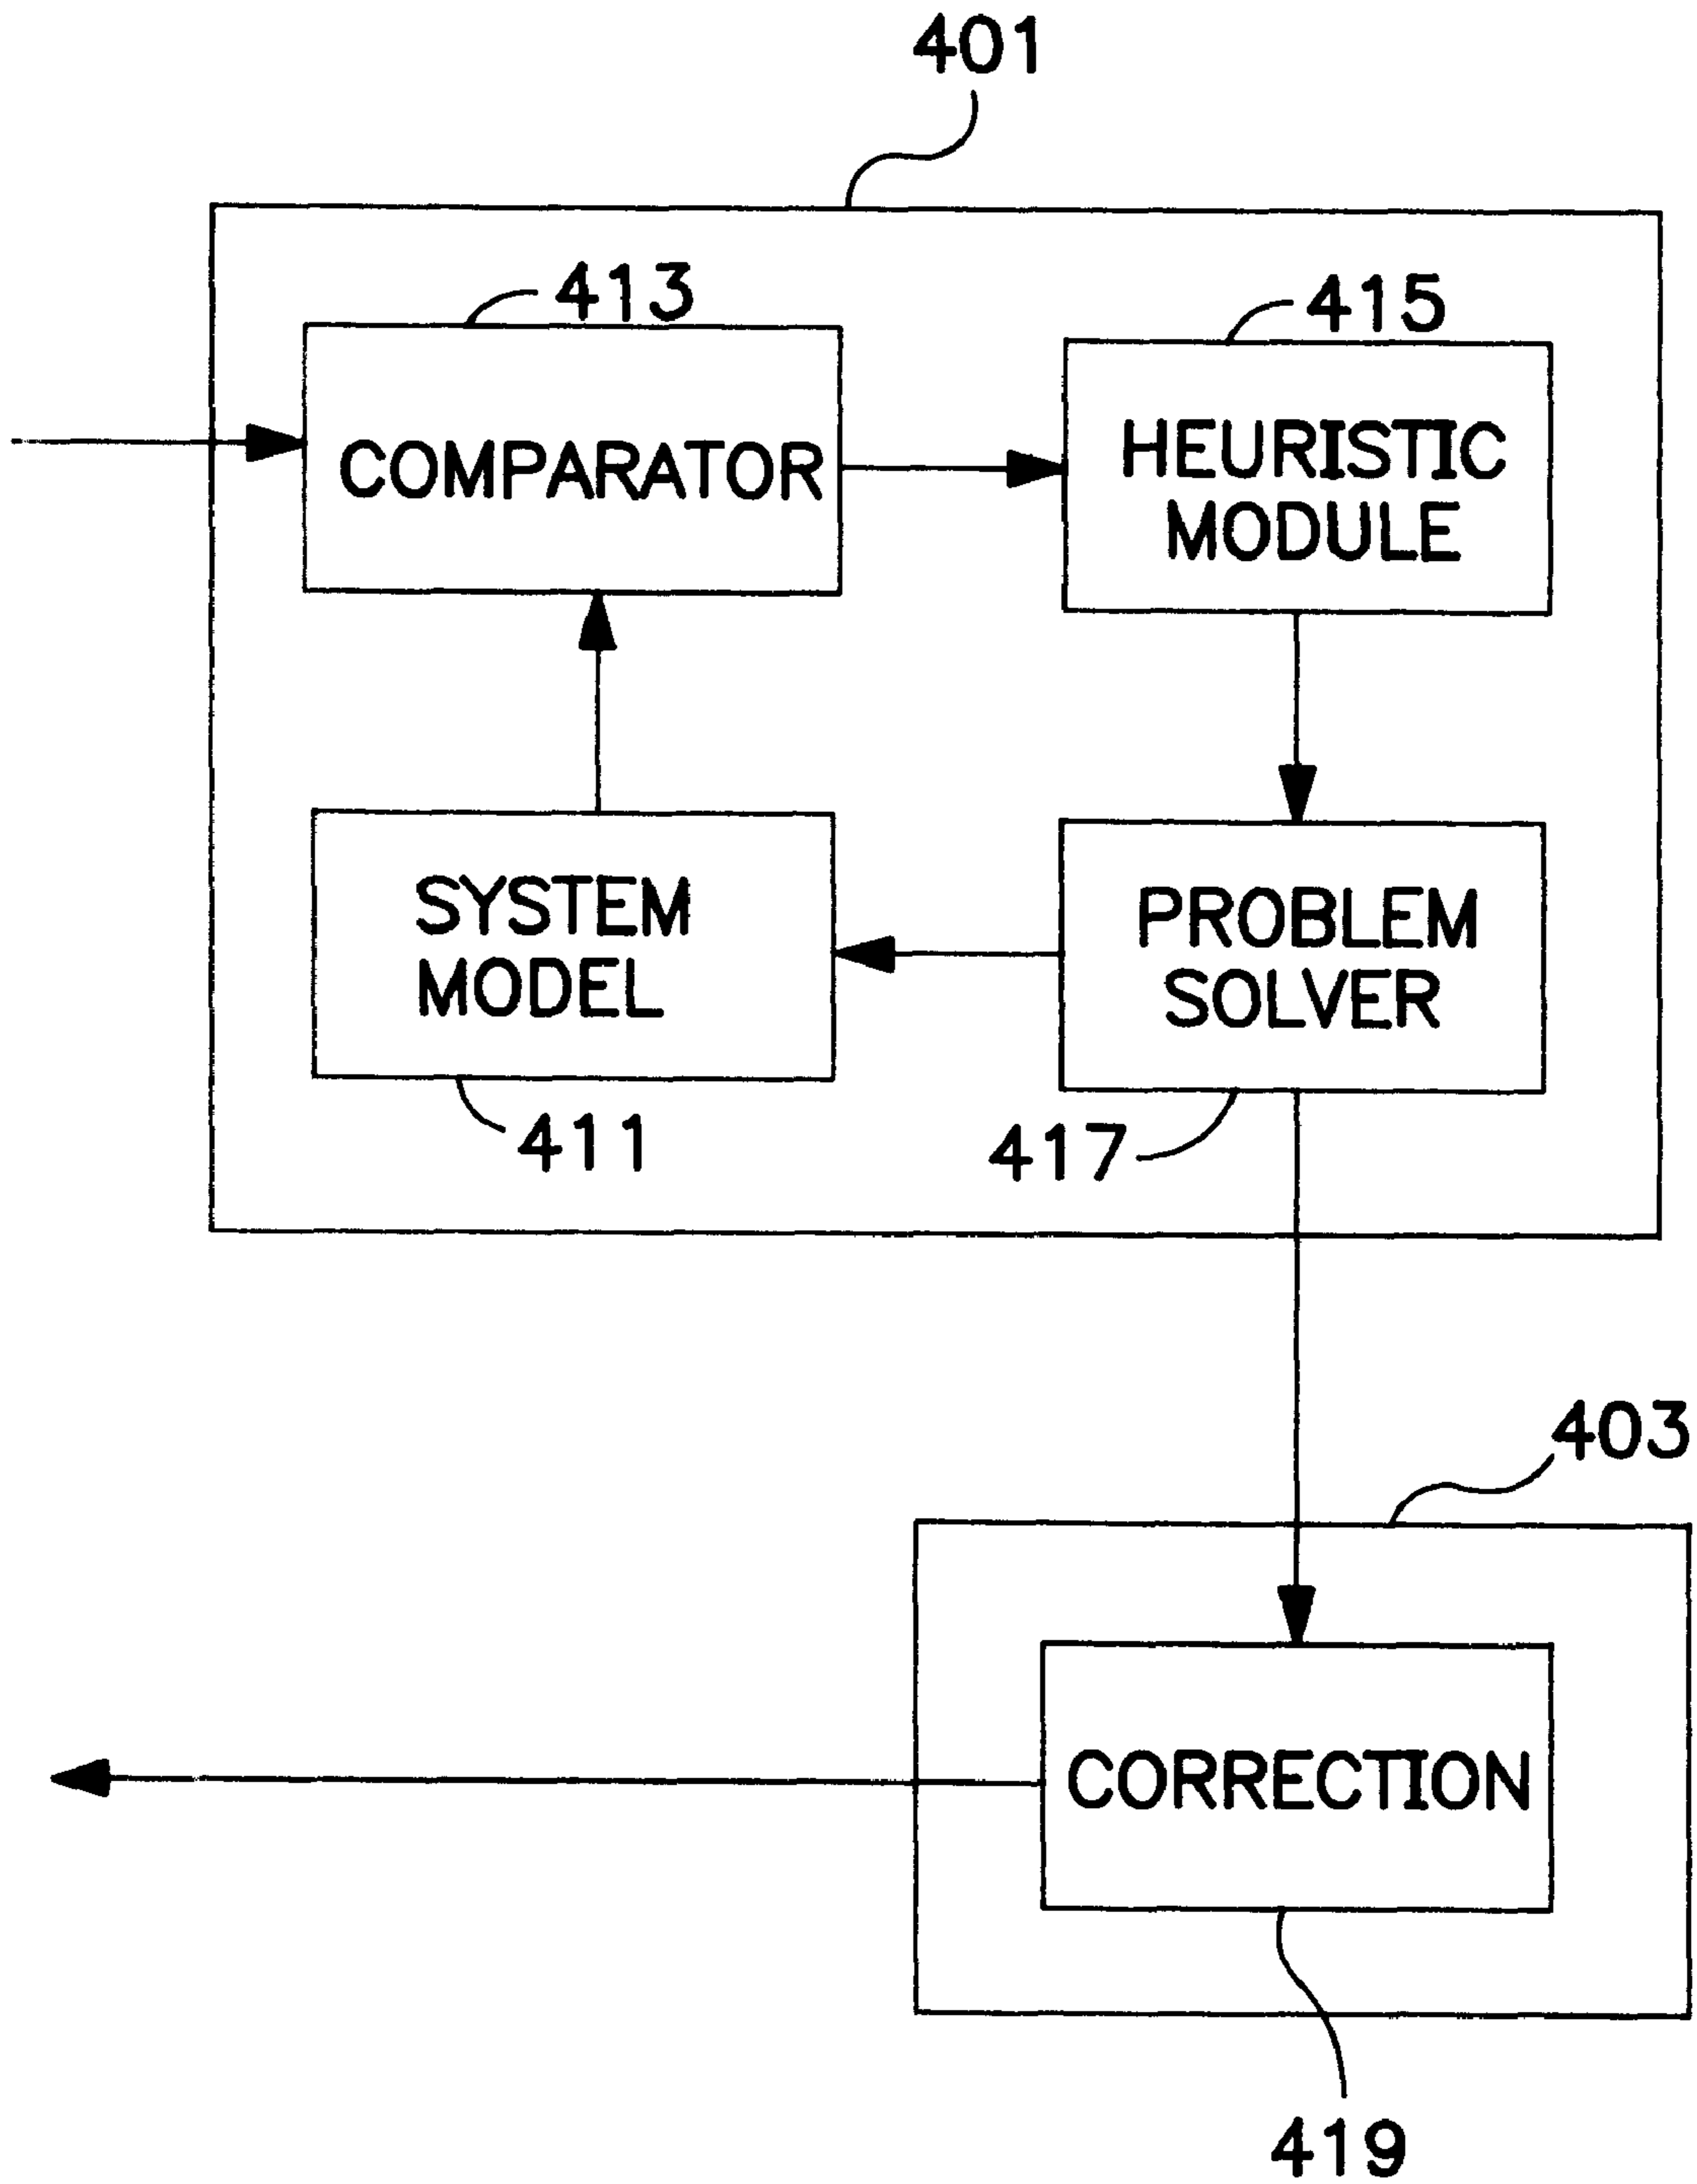 401
413
415
COMPARATOR
HEURISTIC
MODULE
SYSTEM
MODEL
PROBLEM
SOLVER
411
417
403
CORRECTION
419